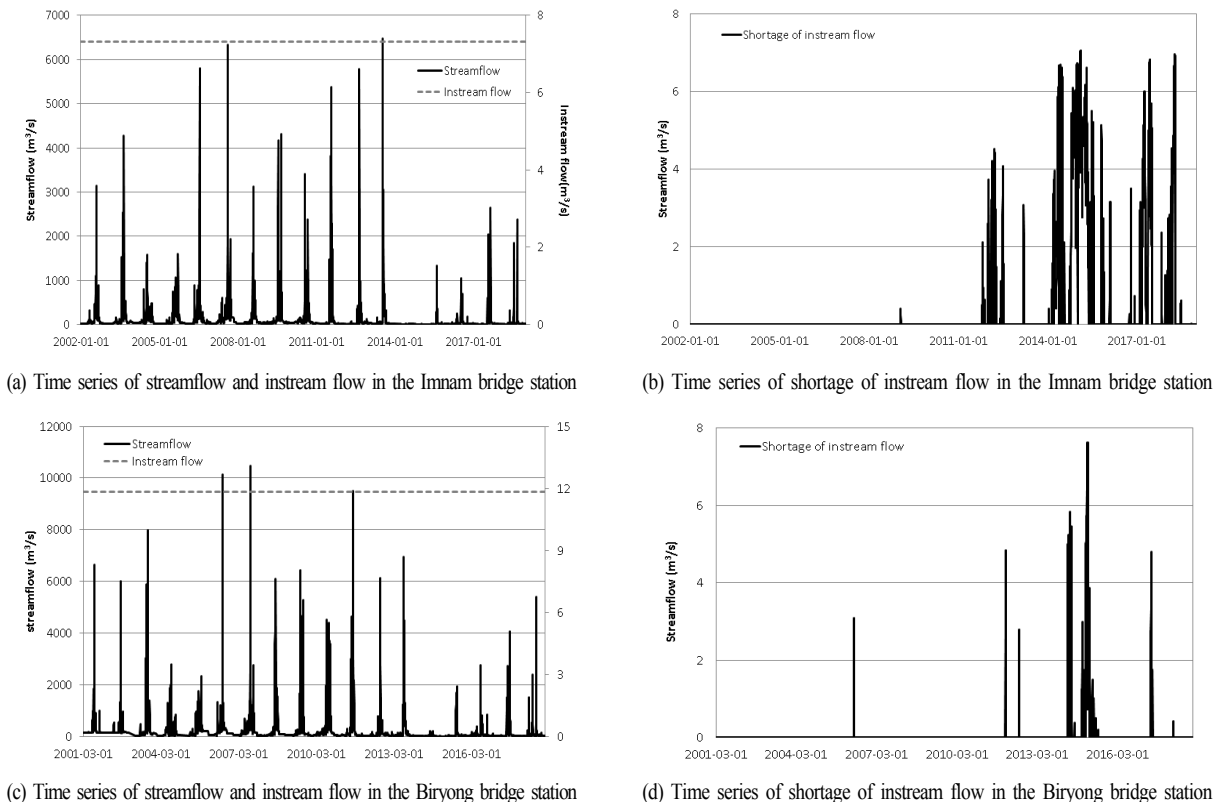 7000
6000
5000
4000
3000
2000
1000
0
Streamflow (m³/s)
8
6
4
2
0
Instream flow(m³/s)
Streamflow
Instream flow
2002-01-01 2005-01-01 2008-01-01 2011-01-01 2014-01-01 2017-01-01
(a) Time series of streamflow and instream flow in the Imnam bridge station
8
6
4
2
0
Streamflow (m³/s)
Shortage of instream flow
2002-01-01 2005-01-01 2008-01-01 2011-01-01 2014-01-01 2017-01-01
(b) Time series of shortage of instream flow in the Imnam bridge station
12000
10000
8000
6000
4000
2000
0
streamflow (m³/s)
15
12
9
6
3
0
Streamflow
Instream flow
2001-03-01 2004-03-01 2007-03-01 2010-03-01 2013-03-01 2016-03-01
(c) Time series of streamflow and instream flow in the Biryong bridge station
8
6
4
2
0
Streamflow (m³/s)
Shortage of instream flow
2001-03-01 2004-03-01 2007-03-01 2010-03-01 2013-03-01 2016-03-01
(d) Time series of shortage of instream flow in the Biryong bridge station